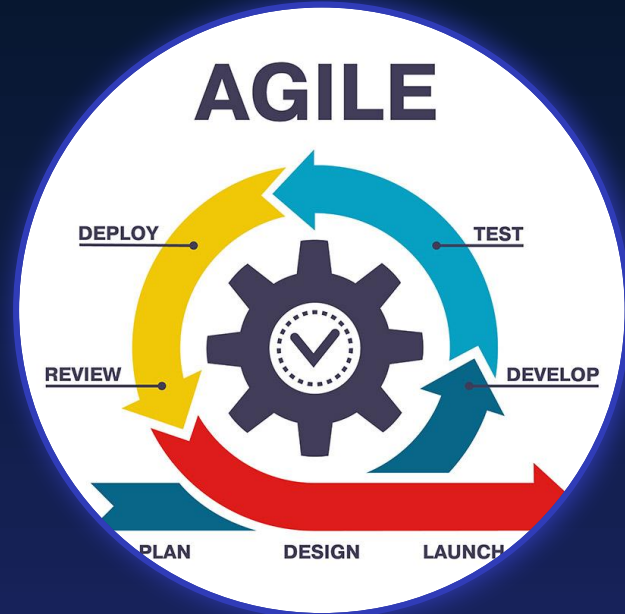 AGILE
DEPLOY
TEST
REVIEW
DEVELOP
PLAN
DESIGN
LAUNCH